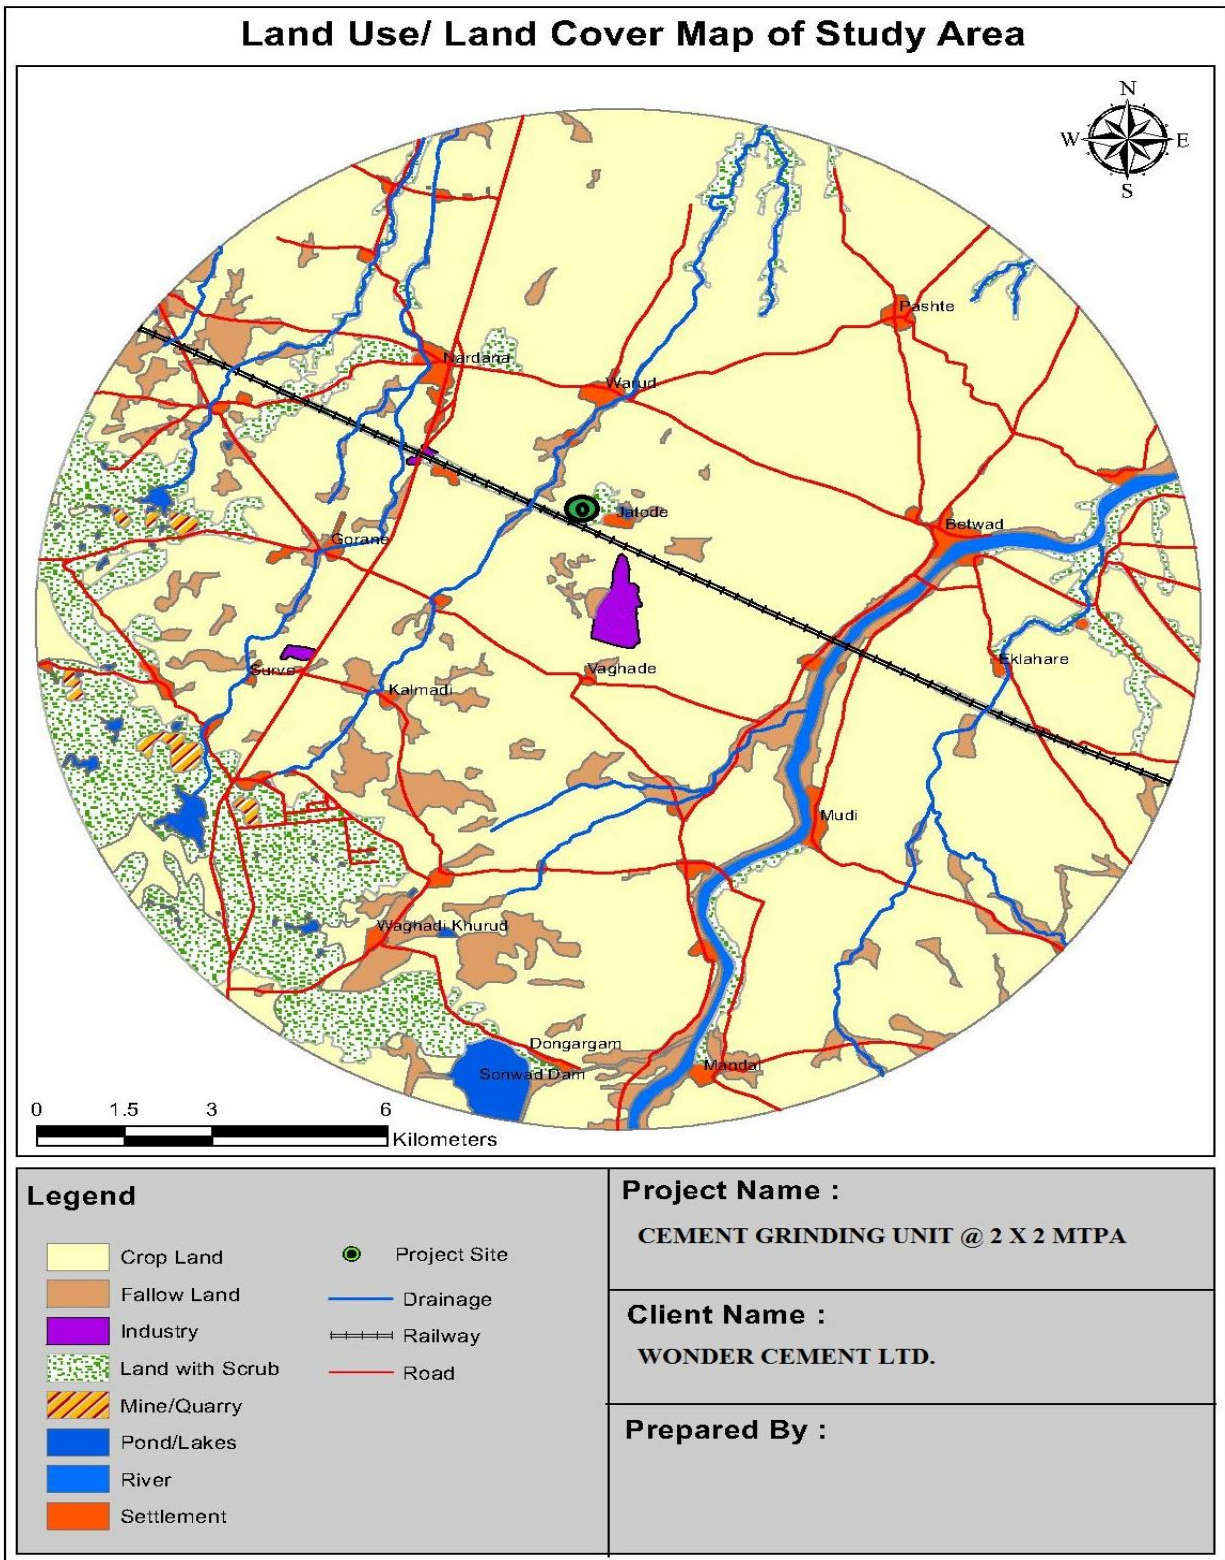 Land Use/ Land Cover Map of Study Area
N
W E
S
Pashte
Nardana
Warud
Jatode
Betwad
Gorane
Eklahare
Surve
Vaghade
Kalmadi
Mudi
Waghadi Khurud
Dongargam
Sonwad Dam
Mandal
0 1.5 3 6
Kilometers
Legend
Crop Land
Fallow Land
Industry
Land with Scrub
Mine/Quarry
Pond/Lakes
River
Settlement
Project Site
Drainage
Railway
Road
Project Name :
CEMENT GRINDING UNIT @ 2 X 2 MTPA
Client Name :
WONDER CEMENT LTD.
Prepared By :